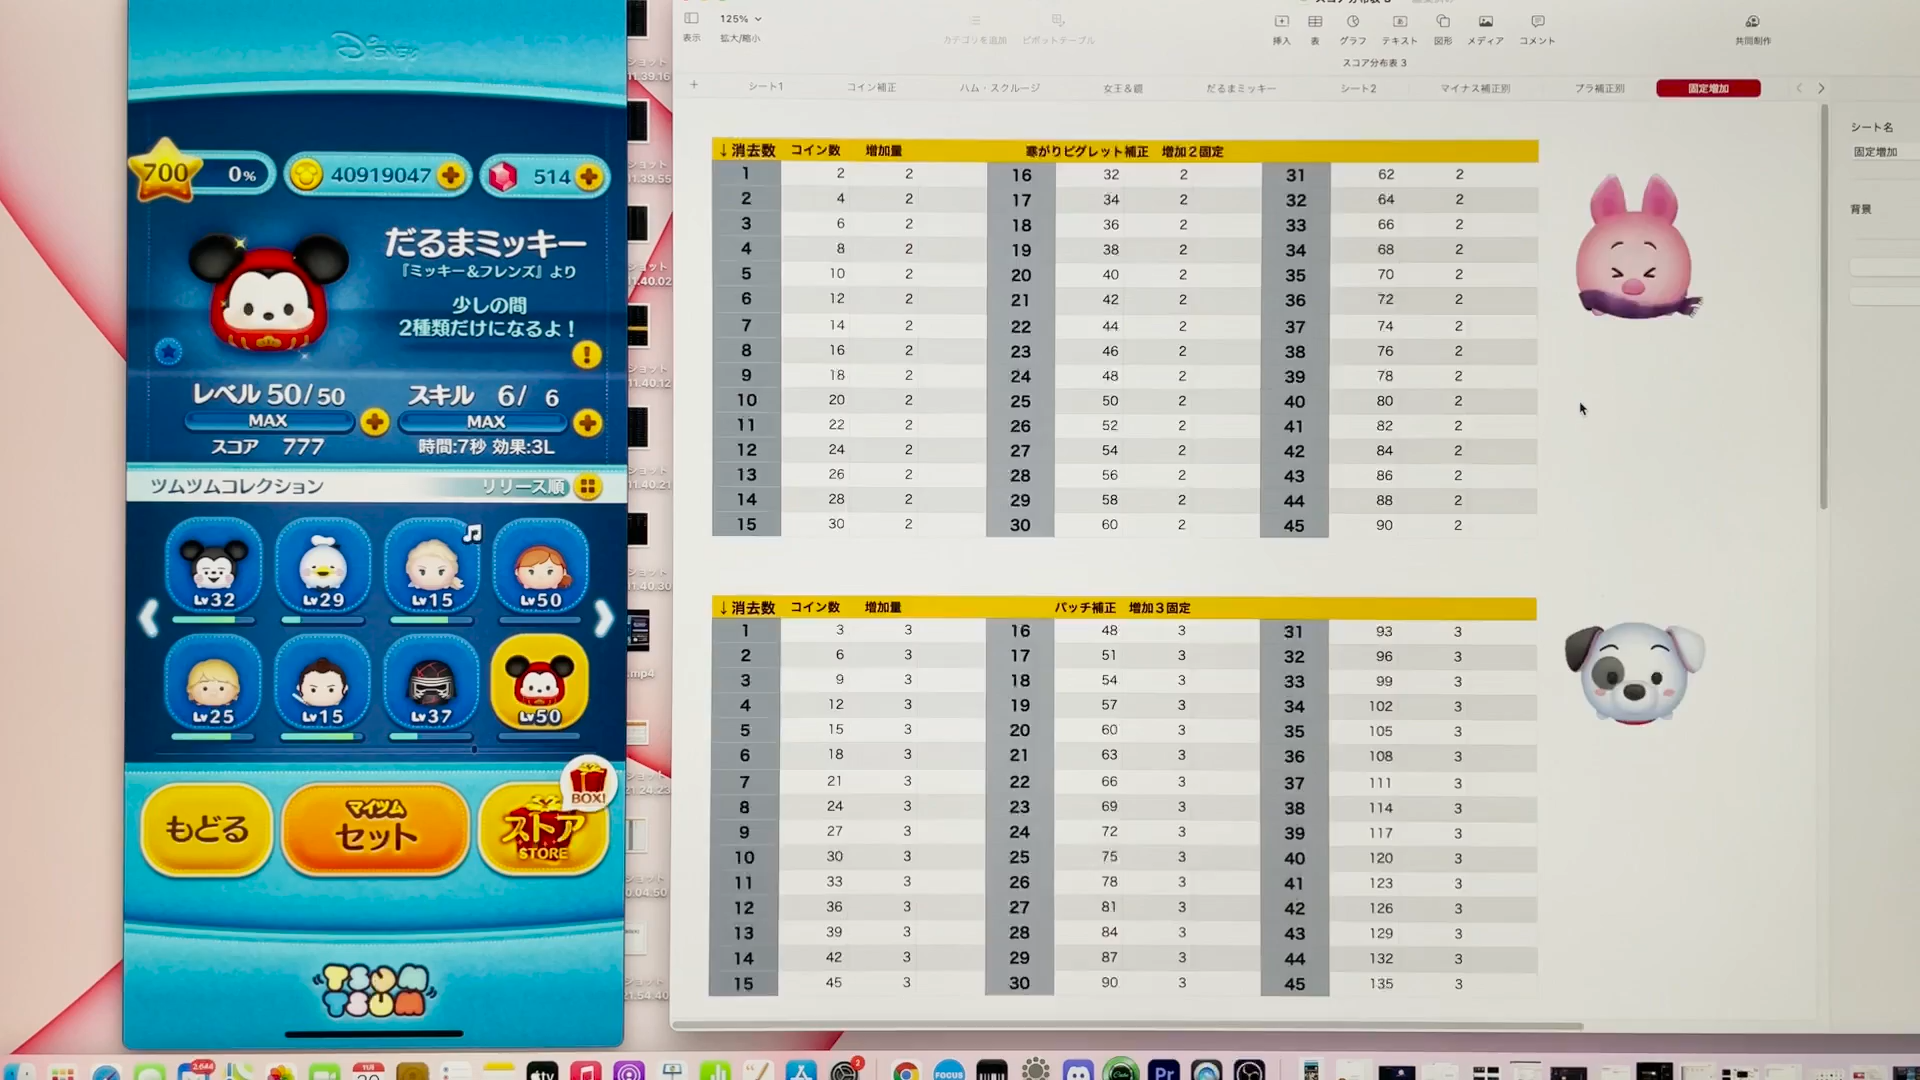 Disney
700
0%
40919047
514
だるまミッキー
『ミッキー&フレンズ』より
少しの間
2種類だけになるよ!
レベル 50/50
スキル 6/6
MAX
MAX
スコア 777
時間:7秒 効果:3L
ツムツムコレクション
リリース順
Lv32
Lv29
Lv15
Lv50
Lv25
Lv15
Lv37
Lv50
BOX!
もどる
マイツム
セット
ストア
STORE
TSUM
TSUM
125%
表示
拡大/縮小
カテゴリを追加
ピボットテーブル
挿入
表
グラフ
テキスト
図形
メディア
コメント
共同制作
スコア分布表 3
シート1
コイン補正
ハム・スクルージ
女王&鏡
だるまミッキー
シート2
マイナス補正別
プラ補正別
固定増加
シート名
固定増加
背景
↓消去数 コイン数 増加量 寒がりピグレット補正 増加2固定
1 2 2 16 32 2 31 62 2
2 4 2 17 34 2 32 64 2
3 6 2 18 36 2 33 66 2
4 8 2 19 38 2 34 68 2
5 10 2 20 40 2 35 70 2
6 12 2 21 42 2 36 72 2
7 14 2 22 44 2 37 74 2
8 16 2 23 46 2 38 76 2
9 18 2 24 48 2 39 78 2
10 20 2 25 50 2 40 80 2
11 22 2 26 52 2 41 82 2
12 24 2 27 54 2 42 84 2
13 26 2 28 56 2 43 86 2
14 28 2 29 58 2 44 88 2
15 30 2 30 60 2 45 90 2
↓消去数 コイン数 増加量 パッチ補正 増加3固定
1 3 3 16 48 3 31 93 3
2 6 3 17 51 3 32 96 3
3 9 3 18 54 3 33 99 3
4 12 3 19 57 3 34 102 3
5 15 3 20 60 3 35 105 3
6 18 3 21 63 3 36 108 3
7 21 3 22 66 3 37 111 3
8 24 3 23 69 3 38 114 3
9 27 3 24 72 3 39 117 3
10 30 3 25 75 3 40 120 3
11 33 3 26 78 3 41 123 3
12 36 3 27 81 3 42 126 3
13 39 3 28 84 3 43 129 3
14 42 3 29 87 3 44 132 3
15 45 3 30 90 3 45 135 3
2,644
tv
FOCUS
Pr
2